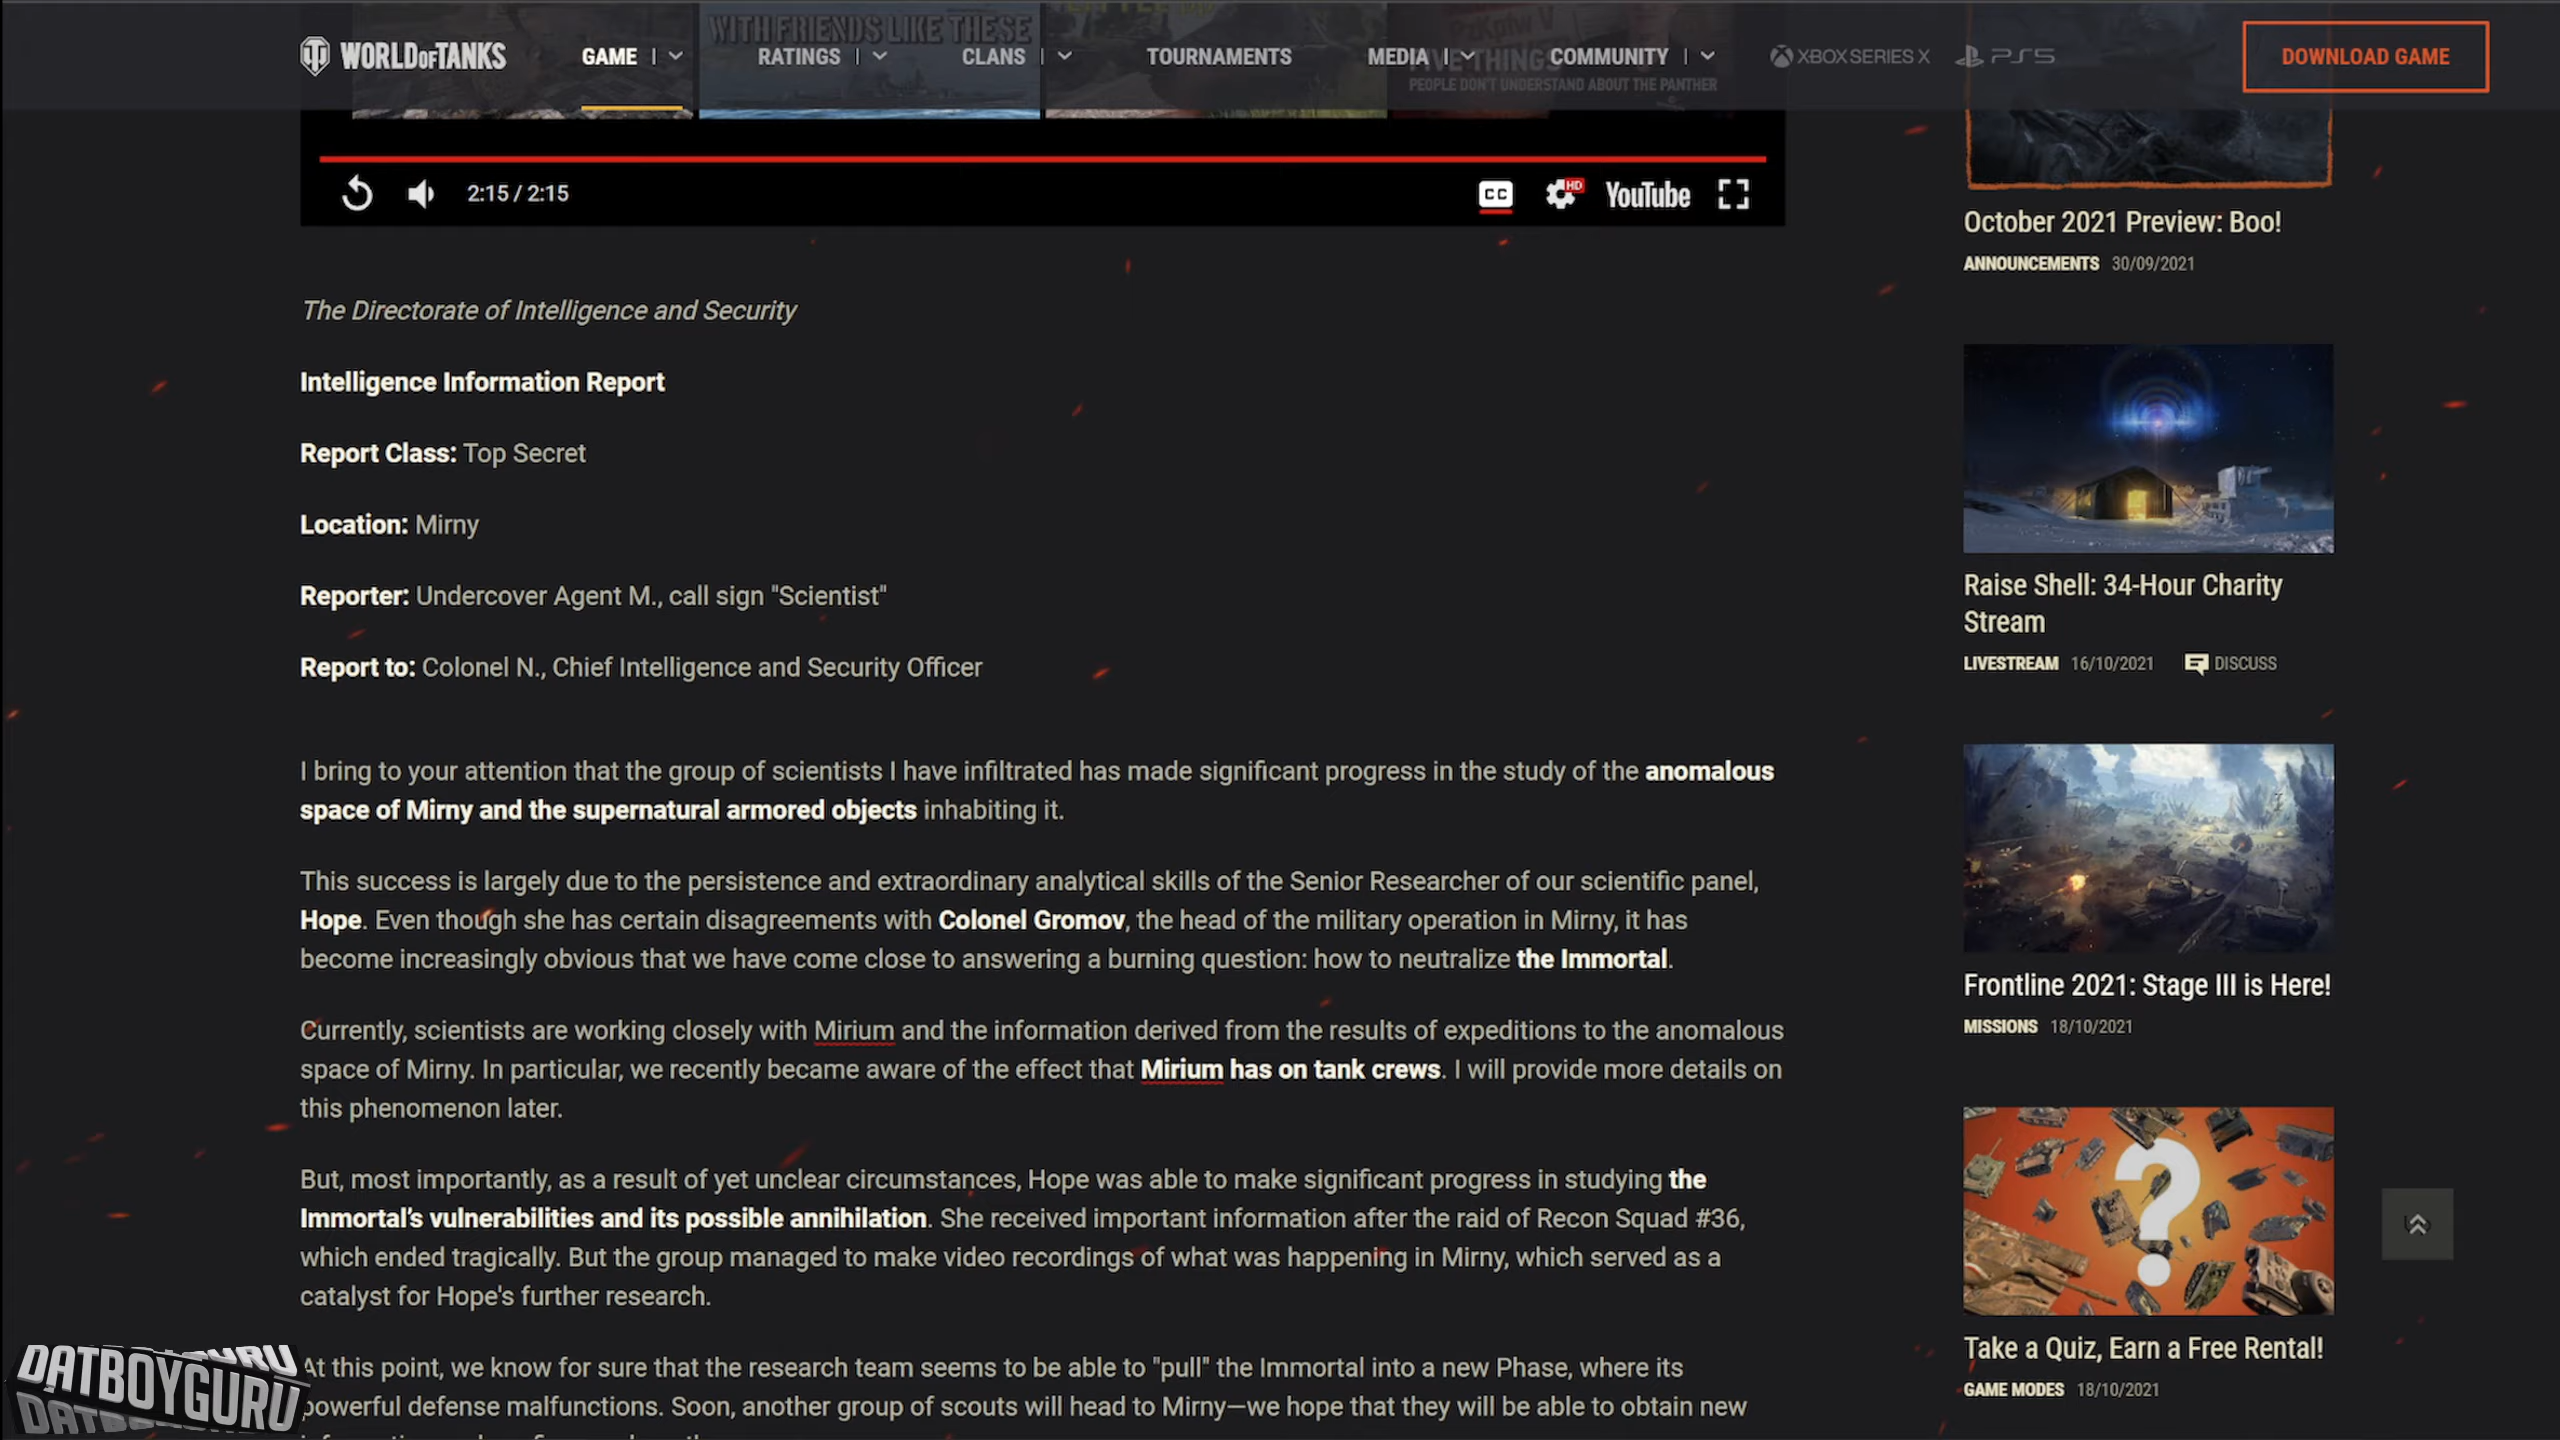 WITH FRIENDS LIKE THESE
WORLD OF TANKS
GAME
RATINGS
CLANS
TOURNAMENTS
MEDIA
COMMUNITY
XBOX SERIES X
PS5
DOWNLOAD GAME
PzKpfw V
FIVE THINGS
PEOPLE DON'T UNDERSTAND ABOUT THE PANTHER
2:15 / 2:15
CC
HD
YouTube
The Directorate of Intelligence and Security
Intelligence Information Report
Report Class: Top Secret
Location: Mirny
Reporter: Undercover Agent M., call sign "Scientist"
Report to: Colonel N., Chief Intelligence and Security Officer
I bring to your attention that the group of scientists I have infiltrated has made significant progress in the study of the anomalous
space of Mirny and the supernatural armored objects inhabiting it.
This success is largely due to the persistence and extraordinary analytical skills of the Senior Researcher of our scientific panel,
Hope. Even though she has certain disagreements with Colonel Gromov, the head of the military operation in Mirny, it has
become increasingly obvious that we have come close to answering a burning question: how to neutralize the Immortal.
Currently, scientists are working closely with Mirium and the information derived from the results of expeditions to the anomalous
space of Mirny. In particular, we recently became aware of the effect that Mirium has on tank crews. I will provide more details on
this phenomenon later.
But, most importantly, as a result of yet unclear circumstances, Hope was able to make significant progress in studying the
Immortal's vulnerabilities and its possible annihilation. She received important information after the raid of Recon Squad #36,
which ended tragically. But the group managed to make video recordings of what was happening in Mirny, which served as a
catalyst for Hope's further research.
At this point, we know for sure that the research team seems to be able to "pull" the Immortal into a new Phase, where its
powerful defense malfunctions. Soon, another group of scouts will head to Mirny—we hope that they will be able to obtain new
October 2021 Preview: Boo!
ANNOUNCEMENTS 30/09/2021
Raise Shell: 34-Hour Charity
Stream
LIVESTREAM 16/10/2021 DISCUSS
Frontline 2021: Stage III is Here!
MISSIONS 18/10/2021
?
Take a Quiz, Earn a Free Rental!
GAME MODES 18/10/2021
DATBOYGURU